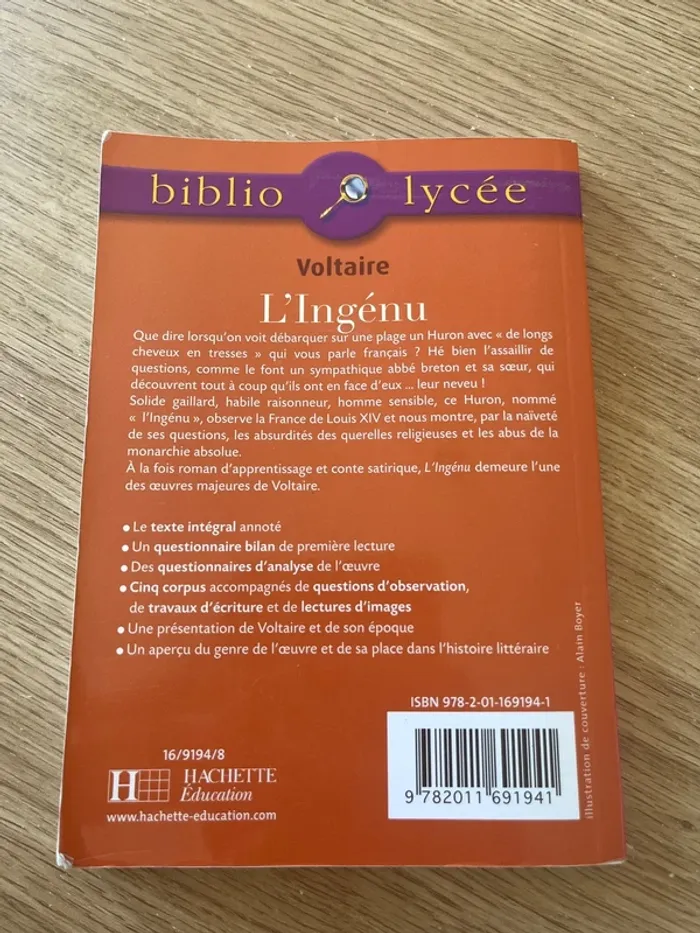 biblio lycée
Voltaire
L'Ingénu
Que dire lorsqu'on voit débarquer sur une plage un Huron avec « de longs
cheveux en tresses » qui vous parle français ? Hé bien l'assaillir de
questions, comme le font un sympathique abbé breton et sa sœur, qui
découvrent tout à coup qu'ils ont en face d'eux ... leur neveu !
Solide gaillard, habile raisonneur, homme sensible, ce Huron, nommé
« l'Ingénu », observe la France de Louis XIV et nous montre, par la naïveté
de ses questions, les absurdités des querelles religieuses et les abus de la
monarchie absolue.
À la fois roman d'apprentissage et conte satirique, L'Ingénu demeure l'une
des œuvres majeures de Voltaire.
• Le texte intégral annoté
• Un questionnaire bilan de première lecture
• Des questionnaires d'analyse de l'œuvre
• Cinq corpus accompagnés de questions d'observation,
de travaux d'écriture et de lectures d'images
• Une présentation de Voltaire et de son époque
• Un aperçu du genre de l'œuvre et de sa place dans l'histoire littéraire
illustration de couverture : Alain Boyer
ISBN 978-2-01-169194-1
9 782011 691941
16/9194/8
H HACHETTE
Éducation
www.hachette-education.com